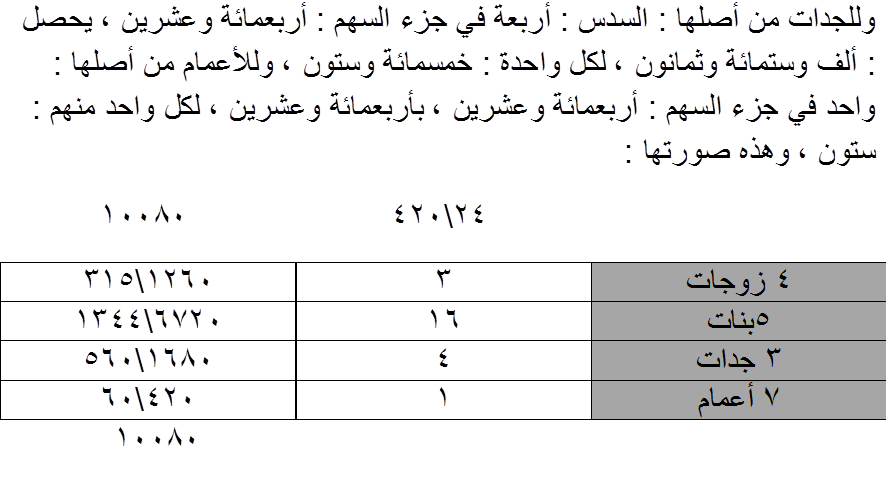 وللجدات من أصلها : السدس : أربعة في جزء السهم : أربعمائة وعشرين ، يحصل
: ألف وستمائة وثمانون ، لكل واحدة : خمسمائة وستون ، وللأعمام من أصلها :
واحد في جزء السهم : أربعمائة وعشرين ، بأربعمائة وعشرين ، لكل واحد منهم :
ستون ، وهذه صورتها :
٤٢٠\٢٤ ١٠٠٨٠
٤ زوجات ٣ ٣١٥\١٢٦٠
٥بنات ١٦ ١٣٤٤\٦٧٢٠
٣ جدات ٤ ٥٦٠\١٦٨٠
٧ أعمام ١ ٦٠\٤٢٠
١٠٠٨٠